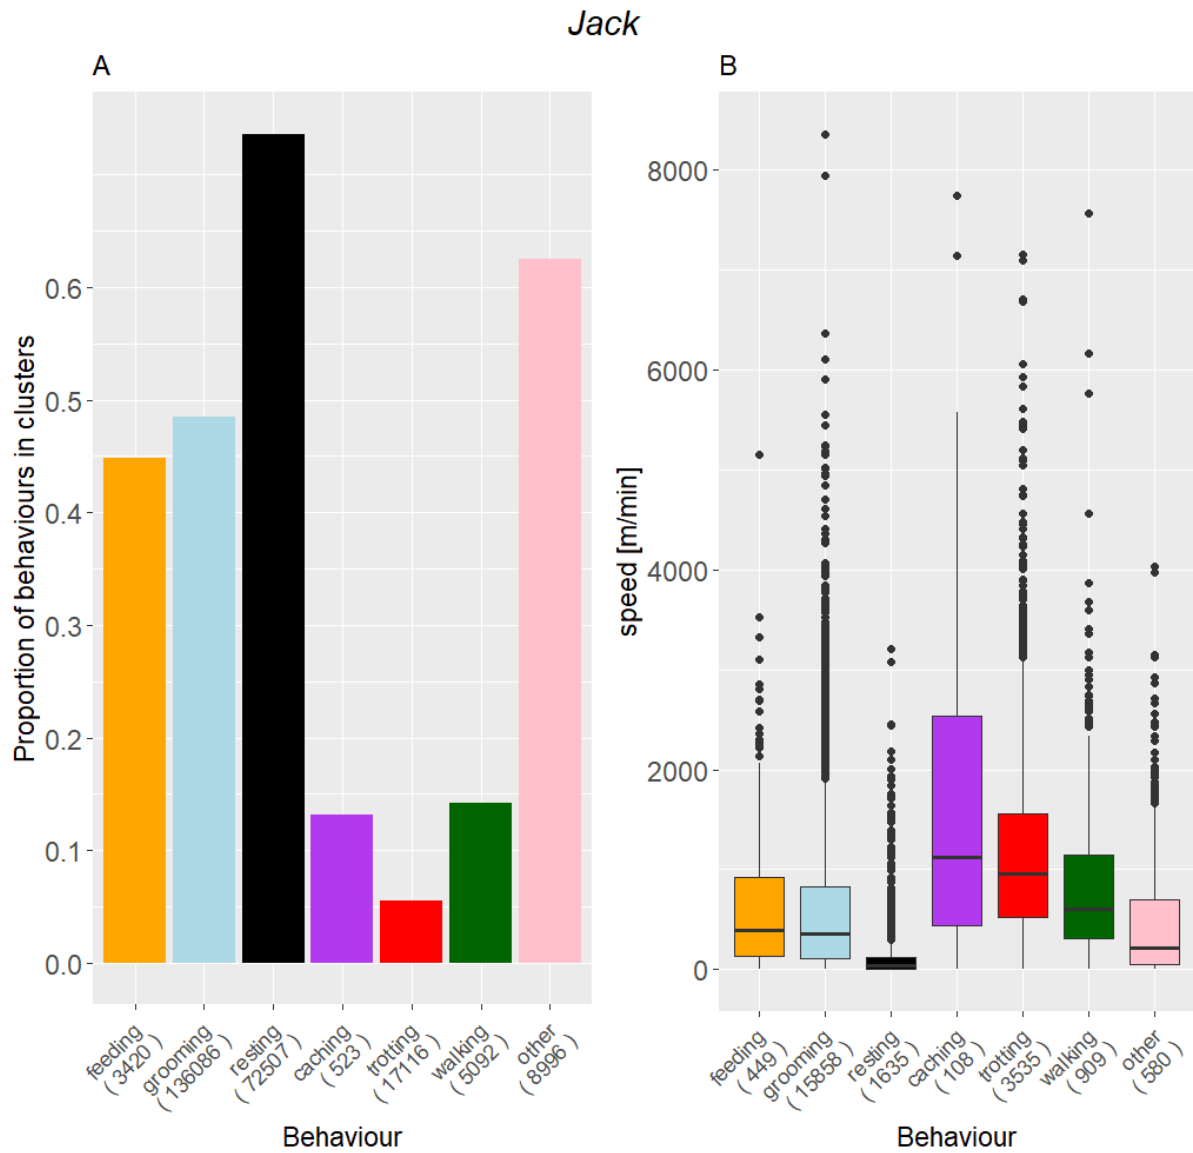 Jack
A
B
Proportion of behaviours in clusters
0.6
0.5
0.4
0.3
0.2
0.1
0.0
feeding
( 3420 )
grooming
( 136086 )
resting
( 72507 )
caching
( 523 )
trotting
( 17116 )
walking
( 5092 )
other
( 8996 )
Behaviour
speed [m/min]
8000
6000
4000
2000
0
feeding
( 449 )
grooming
( 15858 )
resting
( 1635 )
caching
( 108 )
trotting
( 3535 )
walking
( 909 )
other
( 580 )
Behaviour